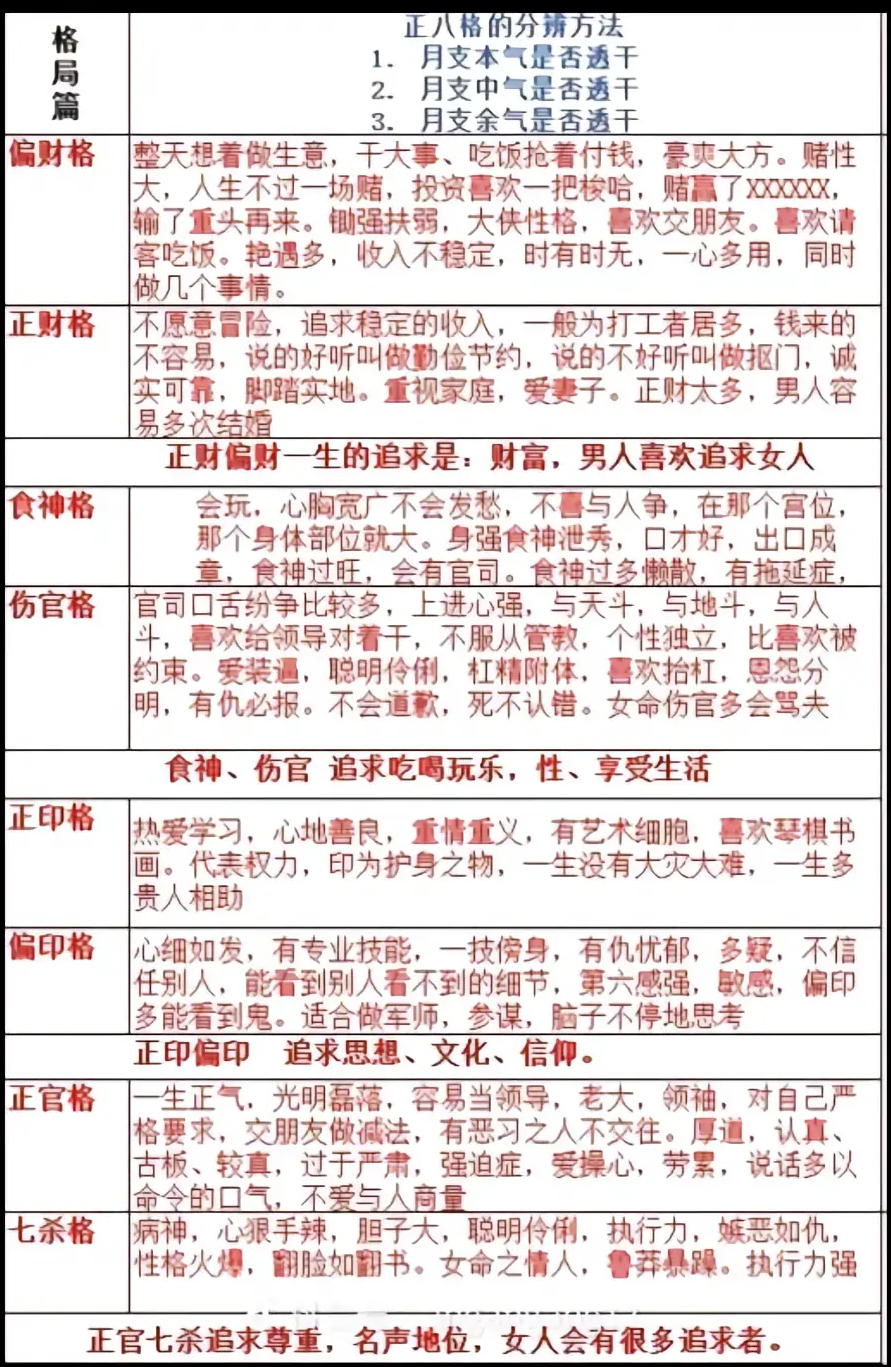 格局篇
正八格的分辨方法
1. 月支本气是否透干
2. 月支中气是否透干
3. 月支余气是否透干
偏财格
整天想着做生意，干大事、吃饭抢着付钱，豪爽大方。赌性
大，人生不过一场赌，投资喜欢一把梭哈，赌赢了XXXXXX，
输了重头再来。锄强扶弱，大侠性格，喜欢交朋友。喜欢请
客吃饭。艳遇多，收入不稳定，时有时无，一心多用，同时
做几个事情。
正财格
不愿意冒险，追求稳定的收入，一般为打工者居多，钱来的
不容易，说的好听叫做勤俭节约，说的不好听叫做抠门，诚
实可靠，脚踏实地。重视家庭，爱妻子。正财太多，男人容
易多次结婚
正财偏财一生的追求是：财富，男人喜欢追求女人
食神格
会玩，心胸宽广不会发愁，不喜与人争，在那个宫位，
那个身体部位就大。身强食神泄秀，口才好，出口成
章，食神过旺，会有官司。食神过多懒散，有拖延症，
伤官格
官司口舌纷争比较多，上进心强，与天斗，与地斗，与人
斗，喜欢给领导对着干，不服从管教，个性独立，比喜欢被
约束。爱装逼，聪明伶俐，杠精附体，喜欢抬杠，恩怨分
明，有仇必报。不会道歉，死不认错。女命伤官多会骂夫
食神、伤官 追求吃喝玩乐，性、享受生活
正印格
热爱学习，心地善良，重情重义，有艺术细胞，喜欢琴棋书
画。代表权力，印为护身之物，一生没有大灾大难，一生多
贵人相助
偏印格
心细如发，有专业技能，一技傍身，有仇忧郁，多疑，不信
任别人，能看到别人看不到的细节，第六感强，敏感，偏印
多能看到鬼。适合做军师，参谋，脑子不停地思考
正印偏印 追求思想、文化、信仰。
正官格
一生正气，光明磊落，容易当领导，老大，领袖，对自己严
格要求，交朋友做减法，有恶习之人不交往。厚道，认真、
古板、较真，过于严肃，强迫症，爱操心，劳累，说话多以
命令的口气，不爱与人商量
七杀格
病神，心狠手辣，胆子大，聪明伶俐，执行力，嫉恶如仇，
性格火爆，翻脸如翻书。女命之情人，鲁莽暴躁。执行力强
正官七杀追求尊重，名声地位，女人会有很多追求者。